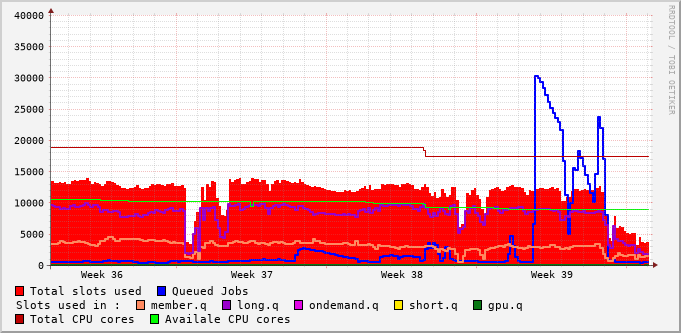 40000
35000
30000
25000
20000
15000
10000
5000
0
Week 36 Week 37 Week 38 Week 39
RRDTOOL / TOBI OETIKER
Total slots used Queued Jobs
Slots used in : member.q long.q ondemand.q short.q gpu.q
Total CPU cores Availale CPU cores